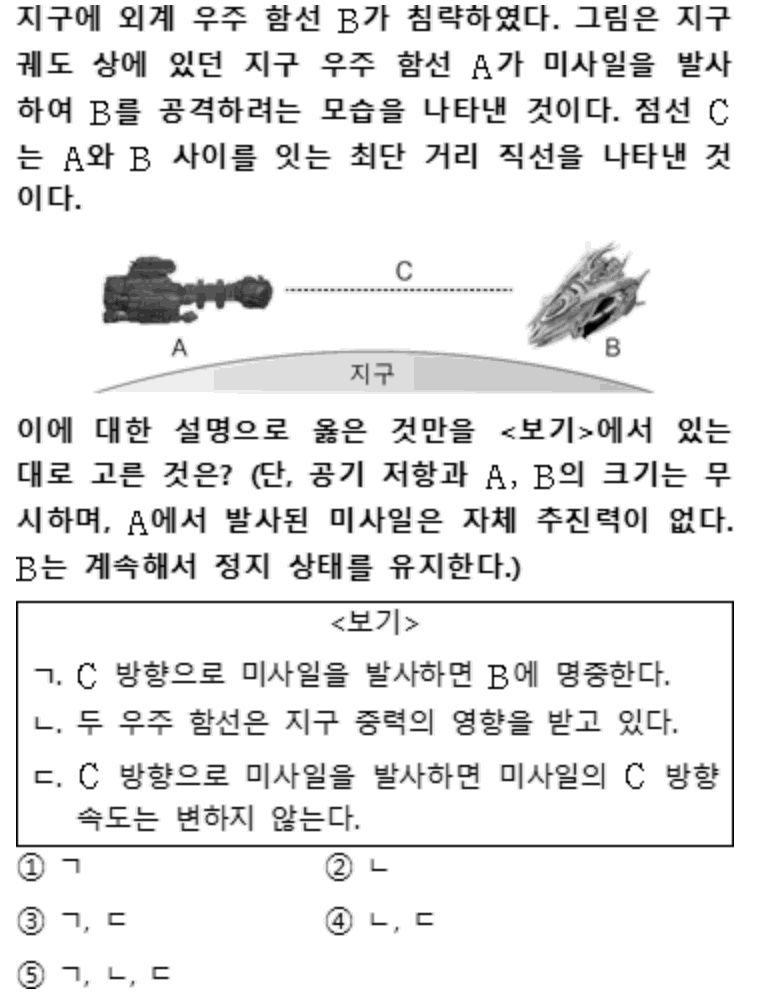 지구에 외계 우주 함선 B가 침략하였다. 그림은 지구
궤도 상에 있던 지구 우주 함선 A가 미사일을 발사
하여 B를 공격하려는 모습을 나타낸 것이다. 점선 C
는 A와 B 사이를 잇는 최단 거리 직선을 나타낸 것
이다.
C
A
B
지구
이에 대한 설명으로 옳은 것만을 <보기>에서 있는
대로 고른 것은? (단, 공기 저항과 A, B의 크기는 무
시하며, A에서 발사된 미사일은 자체 추진력이 없다.
B는 계속해서 정지 상태를 유지한다.)
<보기>
ㄱ. C 방향으로 미사일을 발사하면 B에 명중한다.
ㄴ. 두 우주 함선은 지구 중력의 영향을 받고 있다.
ㄷ. C 방향으로 미사일을 발사하면 미사일의 C 방향
속도는 변하지 않는다.
① ㄱ ② ㄴ
③ ㄱ, ㄷ ④ ㄴ, ㄷ
⑤ ㄱ, ㄴ, ㄷ